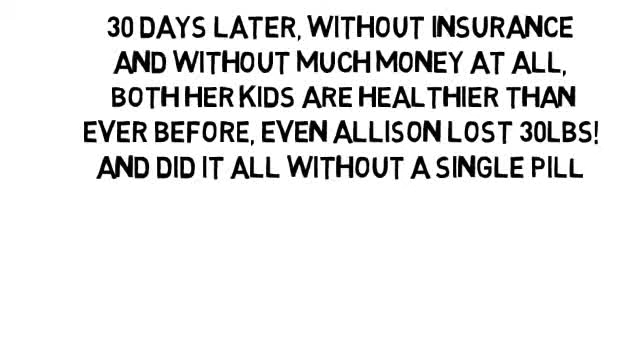 30 DAYS LATER, WITHOUT INSURANCE
AND WITHOUT MUCH MONEY AT ALL,
BOTH HER KIDS ARE HEALTHIER THAN
EVER BEFORE, EVEN ALLISON LOST 30LBS!
AND DID IT ALL WITHOUT A SINGLE PILL